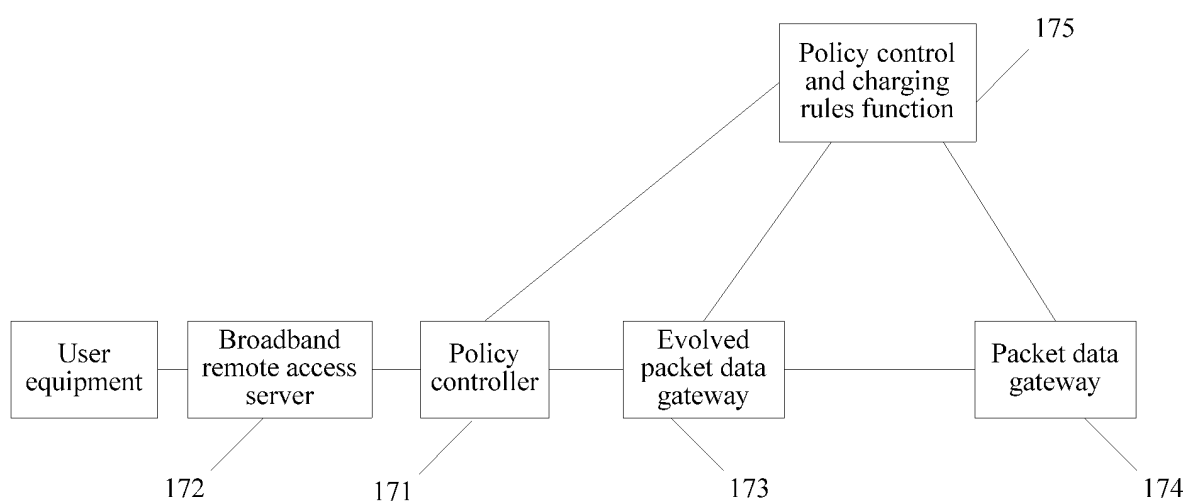 175
Policy control
and charging
rules function
User
equipment
Broadband
remote access
server
Policy
controller
Evolved
packet data
gateway
Packet data
gateway
172
171
173
174